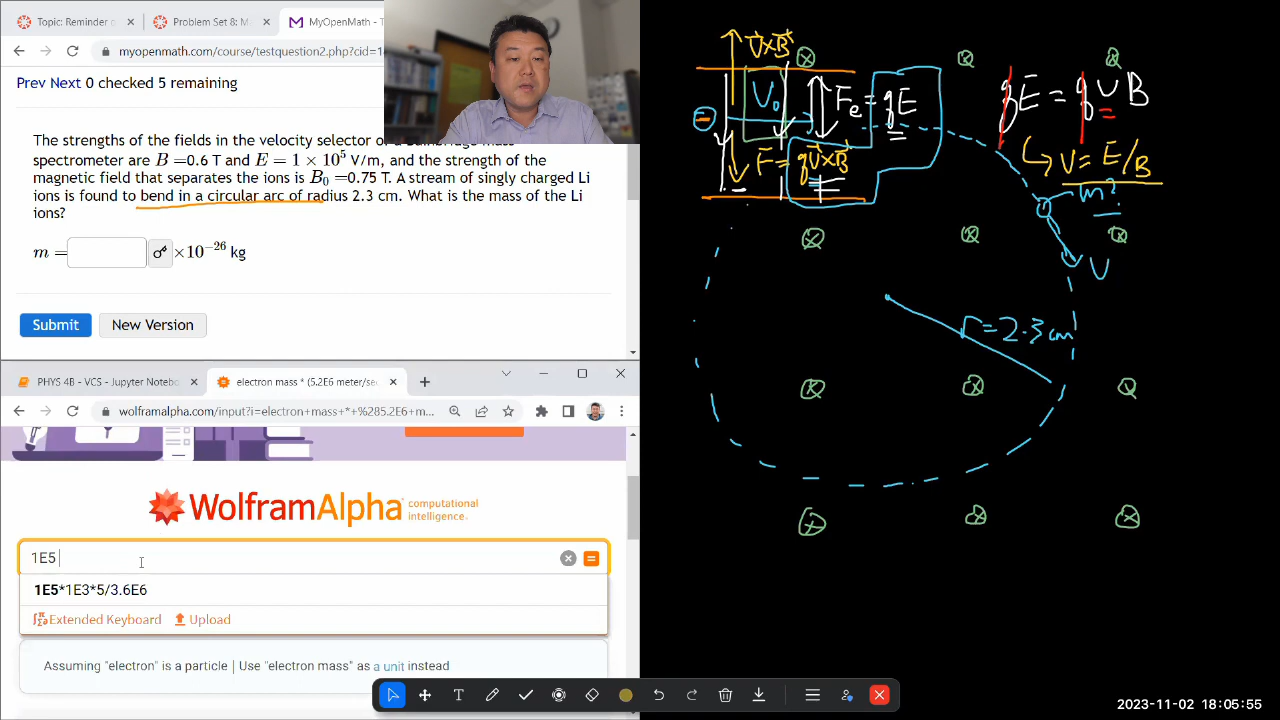 Title: Reminder o
Problem Set 8: M
MyOpenMath - T
myopenmath.com/course/testquestion2.php?cid=1
Prev Next 0 checked 5 remaining
The strengths of the fields in the velocity selector of a
spectrometer are B =0.6 T and E = 1 × 10⁵ V/m, and the strength of the
magnetic field that separates the ions is B₀ =0.75 T. A stream of singly charged Li
ions is found to bend in a circular arc of radius 2.3 cm. What is the mass of the Li
ions?
m = σ⁶ ×10⁻²⁶ kg
Submit New Version
PHYS 4B - VCS - Jupyter Notebo
electron mass * (5.2E6 meter/se
wolframalpha.com/input?i=electron+mass+*+%285.2E6+m...
WolframAlpha computational
intelligence.
1E5
1E5*1E3*5/3.6E6
Extended Keyboard Upload
Assuming "electron" is a particle | Use "electron mass" as a unit instead
V×B
V₀
Fe = qE
F = qV×B
qE = qVB
V = E/B
m?
V
r = 2.3 cm
2023-11-02 18:05:55